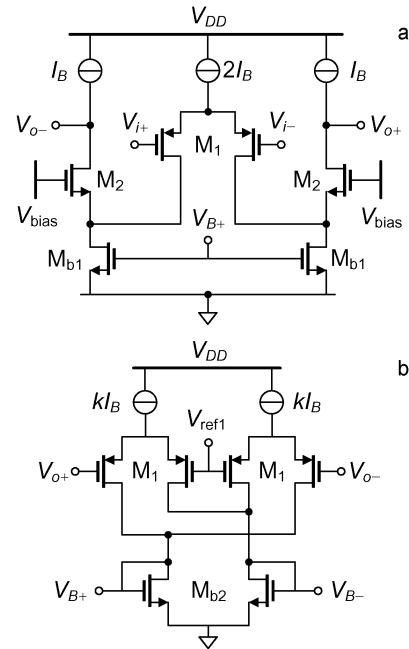 V_DD a
I_B 2I_B I_B
V_o− V_i+ V_i− V_o+
M_1
M_2 M_2
V_bias V_B+ V_bias
M_b1 M_b1
V_DD b
kI_B V_ref1 kI_B
V_o+ M_1 M_1 V_o−
V_B+ M_b2 V_B−